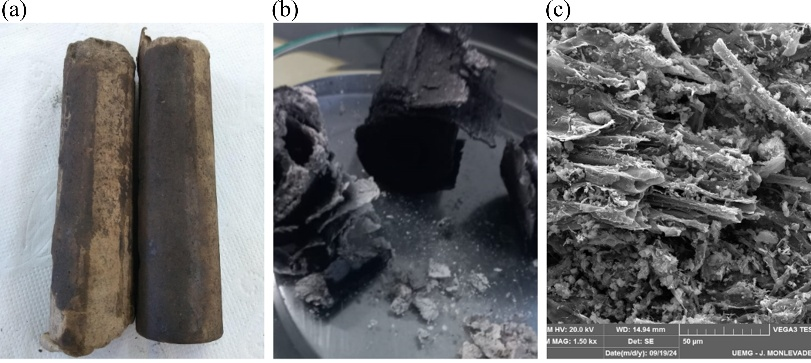 (a)
(b)
(c)
M HV: 20.0 kV WD: 14.94 mm VEGA3 TES
M MAG: 1.50 kx Det: SE 50 µm
Date(m/d/y): 09/19/24 UEMG - J. MONLEVAD